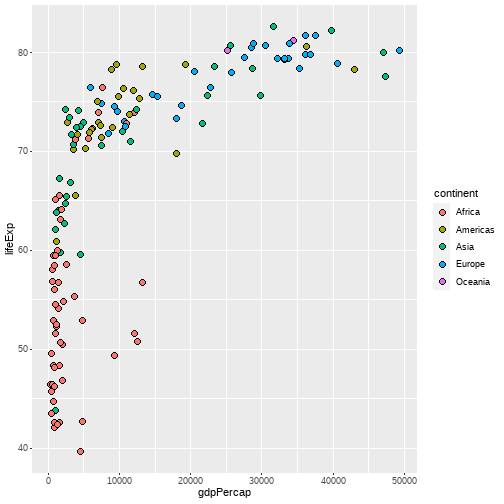 80
70
60
50
40
lifeExp
0
10000
20000
30000
40000
50000
gdpPercap
continent
Africa
Americas
Asia
Europe
Oceania